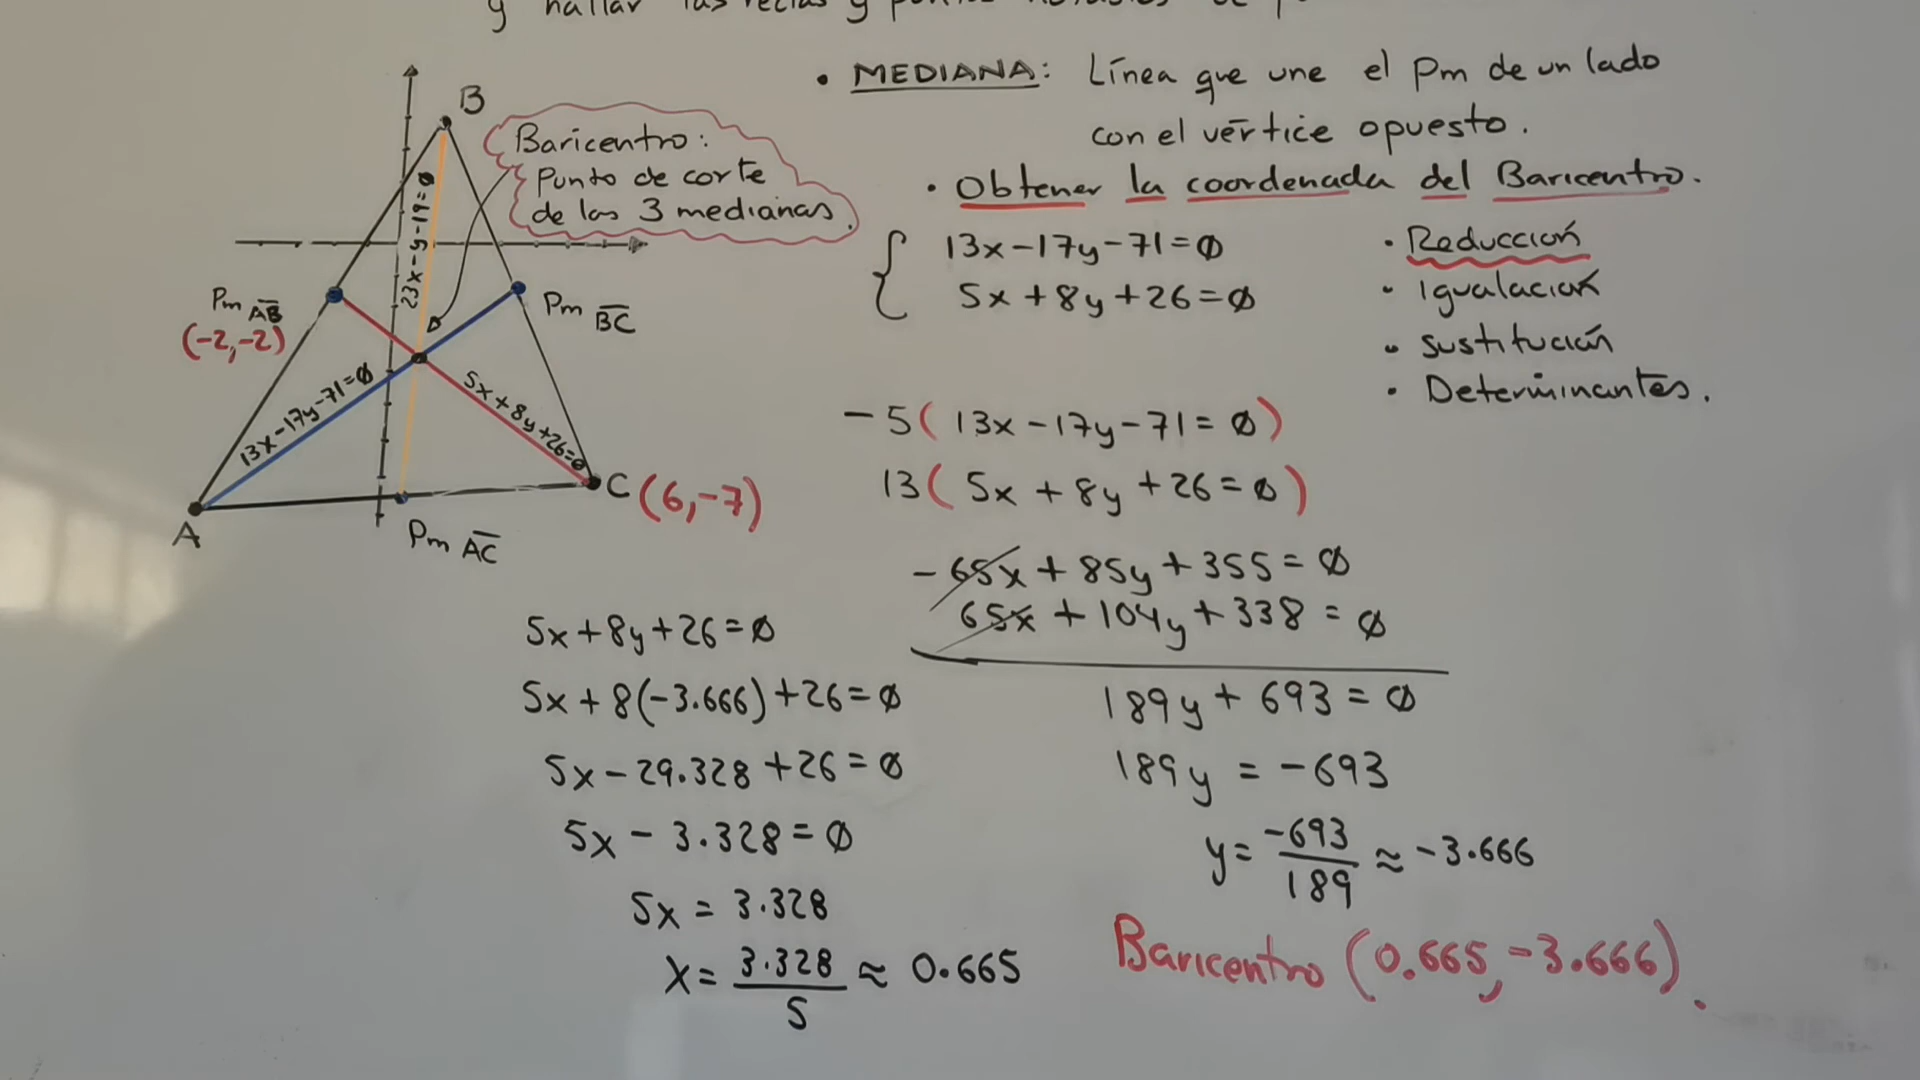 y hallar las rectas y puntos notables de
• MEDIANA: Línea que une el Pm de un lado
con el vértice opuesto.
• Obtener la coordenada del Baricentro.
B
Baricentro:
Punto de corte
de las 3 medianas.
23x-y-19=0
Pm AB
(-2,-2)
Pm BC
13x-17y-71=0
5x+8y+26=0
A
C (6,-7)
Pm AC
13x-17y-71=0
5x+8y+26=0
• Reducción
• Igualación
• Sustitución
• Determinantes.
-5(13x-17y-71=0)
13(5x+8y+26=0)
-65x+85y+355=0
65x+104y+338=0
189y+693=0
189y=-693
y=-693/189≈-3.666
5x+8y+26=0
5x+8(-3.666)+26=0
5x-29.328+26=0
5x-3.328=0
5x=3.328
x=3.328/5≈0.665
Baricentro (0.665,-3.666).